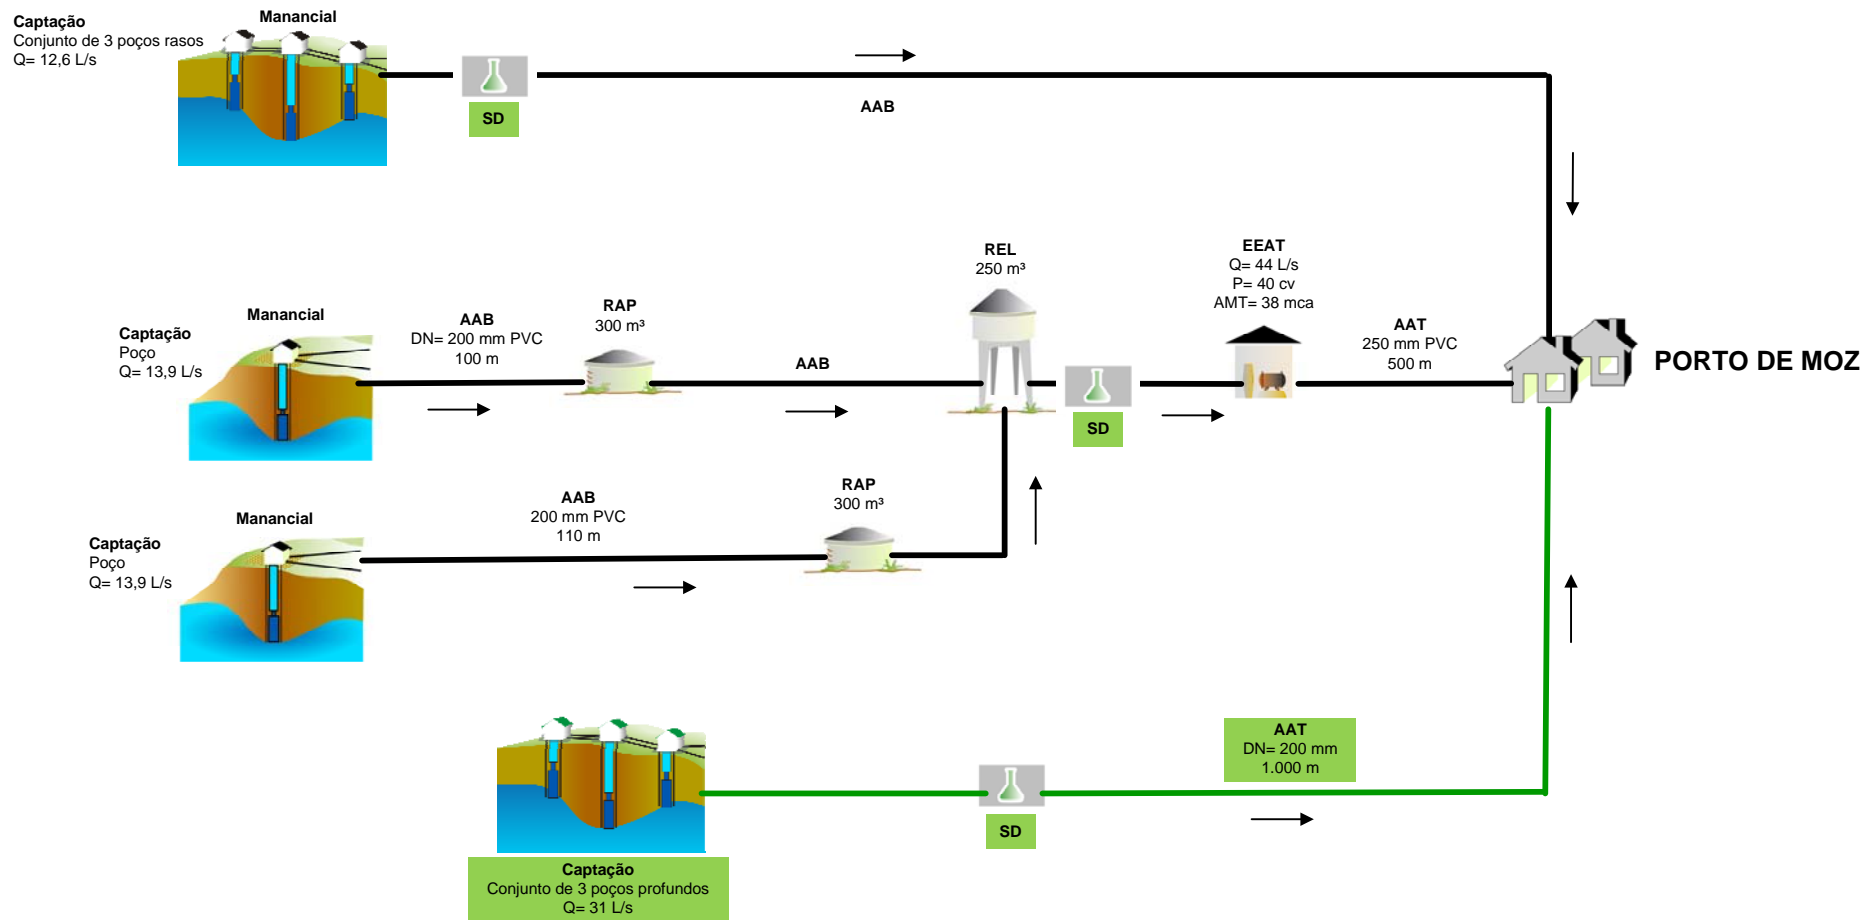 Captação
Conjunto de 3 poços rasos
Q= 12,6 L/s
Manancial
SD
AAB
Captação
Poço
Q= 13,9 L/s
Manancial
AAB
DN= 200 mm PVC
100 m
RAP
300 m³
AAB
REL
250 m³
SD
EEAT
Q= 44 L/s
P= 40 cv
AMT= 38 mca
AAT
250 mm PVC
500 m
PORTO DE MOZ
Captação
Poço
Q= 13,9 L/s
Manancial
AAB
200 mm PVC
110 m
RAP
300 m³
Captação
Conjunto de 3 poços profundos
Q= 31 L/s
SD
AAT
DN= 200 mm
1.000 m